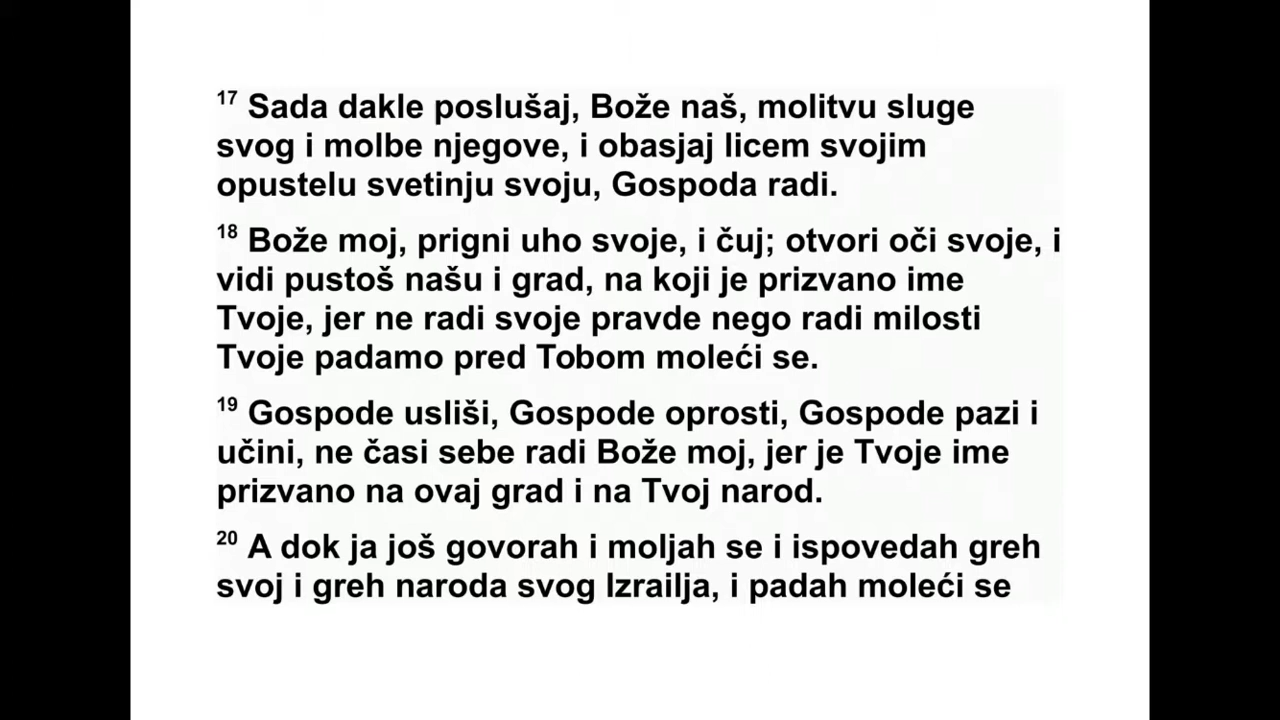 17 Sada dakle poslušaj, Bože naš, molitvu sluge
svog i molbe njegove, i obasjaj licem svojim
opustelu svetinju svoju, Gospoda radi.
18 Bože moj, prigni uho svoje, i čuj; otvori oči svoje, i
vidi pustoš našu i grad, na koji je prizvano ime
Tvoje, jer ne radi svoje pravde nego radi milosti
Tvoje padamo pred Tobom moleći se.
19 Gospode usliši, Gospode oprosti, Gospode pazi i
učini, ne časi sebe radi Bože moj, jer je Tvoje ime
prizvano na ovaj grad i na Tvoj narod.
20 A dok ja još govorah i moljah se i ispovedah greh
svoj i greh naroda svog Izrailja, i padah moleći se